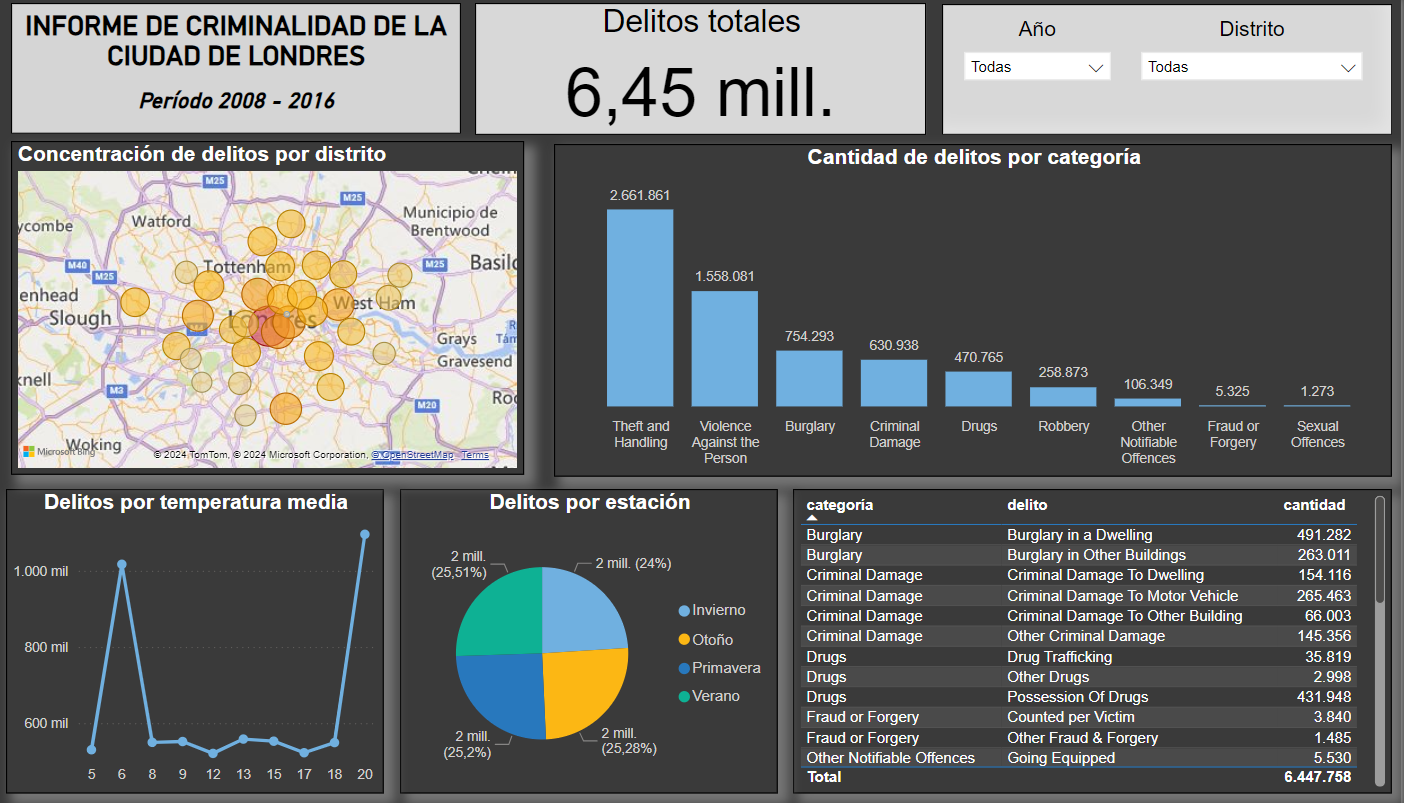 INFORME DE CRIMINALIDAD DE LA
CIUDAD DE LONDRES
Período 2008 - 2016
Delitos totales
6,45 mill.
Año
Distrito
Todas
Todas
Concentración de delitos por distrito
M25
M25
Watford
Municipio de
Brentwood
ycombe
M40
M25
Tottenham
M25
Basilc
enhead
Slough
West Ham
Londres
Grays
Gravesend
knell
M3
M20
Woking
Microsoft Bing
© 2024 TomTom, © 2024 Microsoft Corporation, © OpenStreetMap Terms
Cantidad de delitos por categoría
2.661.861
1.558.081
754.293
630.938
470.765
258.873
106.349
5.325
1.273
Theft and
Handling
Violence
Against the
Person
Burglary
Criminal
Damage
Drugs
Robbery
Other
Notifiable
Offences
Fraud or
Forgery
Sexual
Offences
Delitos por temperatura media
1.000 mil
800 mil
600 mil
5 6 8 9 12 13 15 17 18 20
Delitos por estación
2 mill.
(25,51%)
2 mill. (24%)
2 mill.
(25,2%)
2 mill.
(25,28%)
Invierno
Otoño
Primavera
Verano
categoría delito cantidad
Burglary Burglary in a Dwelling 491.282
Burglary Burglary in Other Buildings 263.011
Criminal Damage Criminal Damage To Dwelling 154.116
Criminal Damage Criminal Damage To Motor Vehicle 265.463
Criminal Damage Criminal Damage To Other Building 66.003
Criminal Damage Other Criminal Damage 145.356
Drugs Drug Trafficking 35.819
Drugs Other Drugs 2.998
Drugs Possession Of Drugs 431.948
Fraud or Forgery Counted per Victim 3.840
Fraud or Forgery Other Fraud & Forgery 1.485
Other Notifiable Offences Going Equipped 5.530
Total 6.447.758